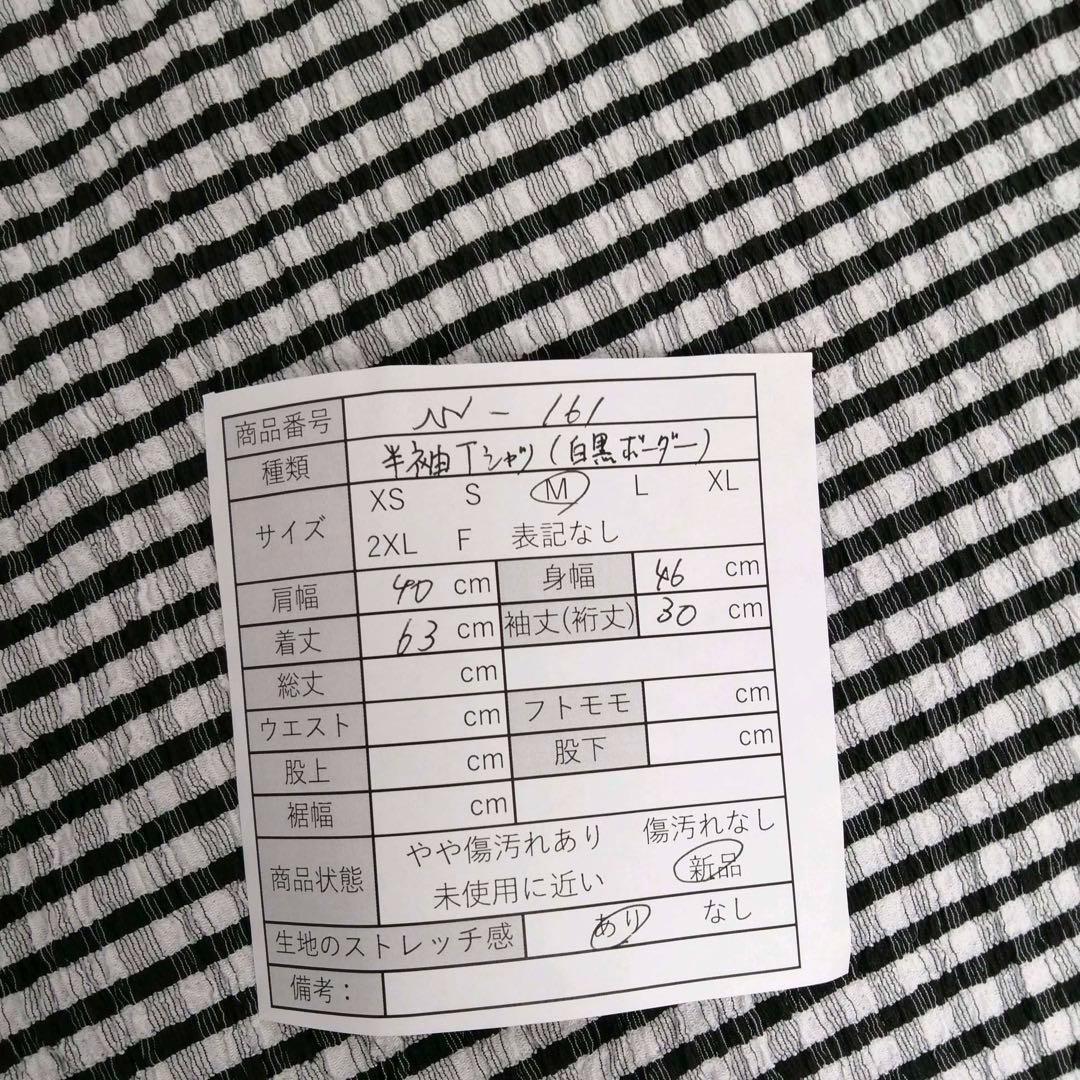 商品番号 W-161
種類 半袖Tシャツ(白黒ボーダー)
サイズ XS S M L XL
2XL F 表記なし
肩幅 40 cm 身幅 46 cm
着丈 63 cm 袖丈(裄丈) 30 cm
総丈 cm
ウエスト cm フトモモ cm
股上 cm 股下 cm
裾幅 cm
商品状態 やや傷汚れあり 傷汚れなし
未使用に近い 新品
生地のストレッチ感 あり なし
備考：